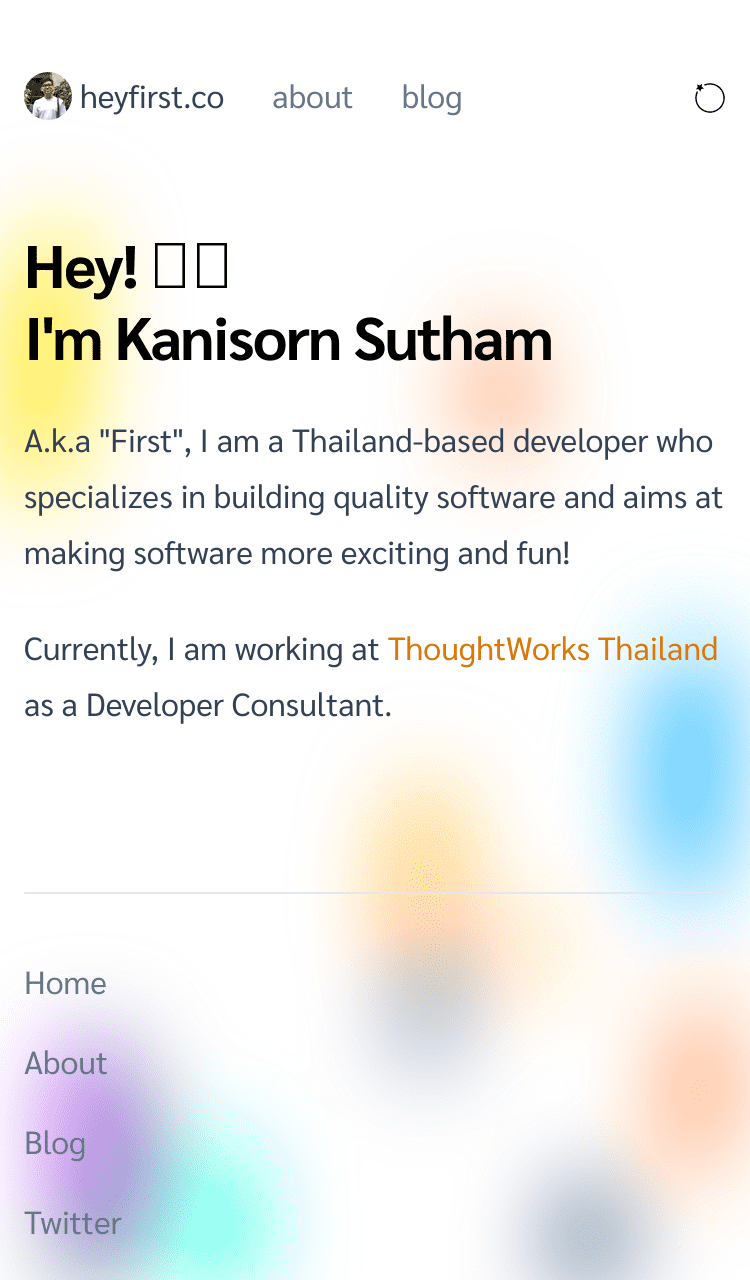 heyfirst.co about blog
Hey!
I'm Kanisorn Sutham
A.k.a "First", I am a Thailand-based developer who
specializes in building quality software and aims at
making software more exciting and fun!
Currently, I am working at ThoughtWorks Thailand
as a Developer Consultant.
Home
About
Blog
Twitter